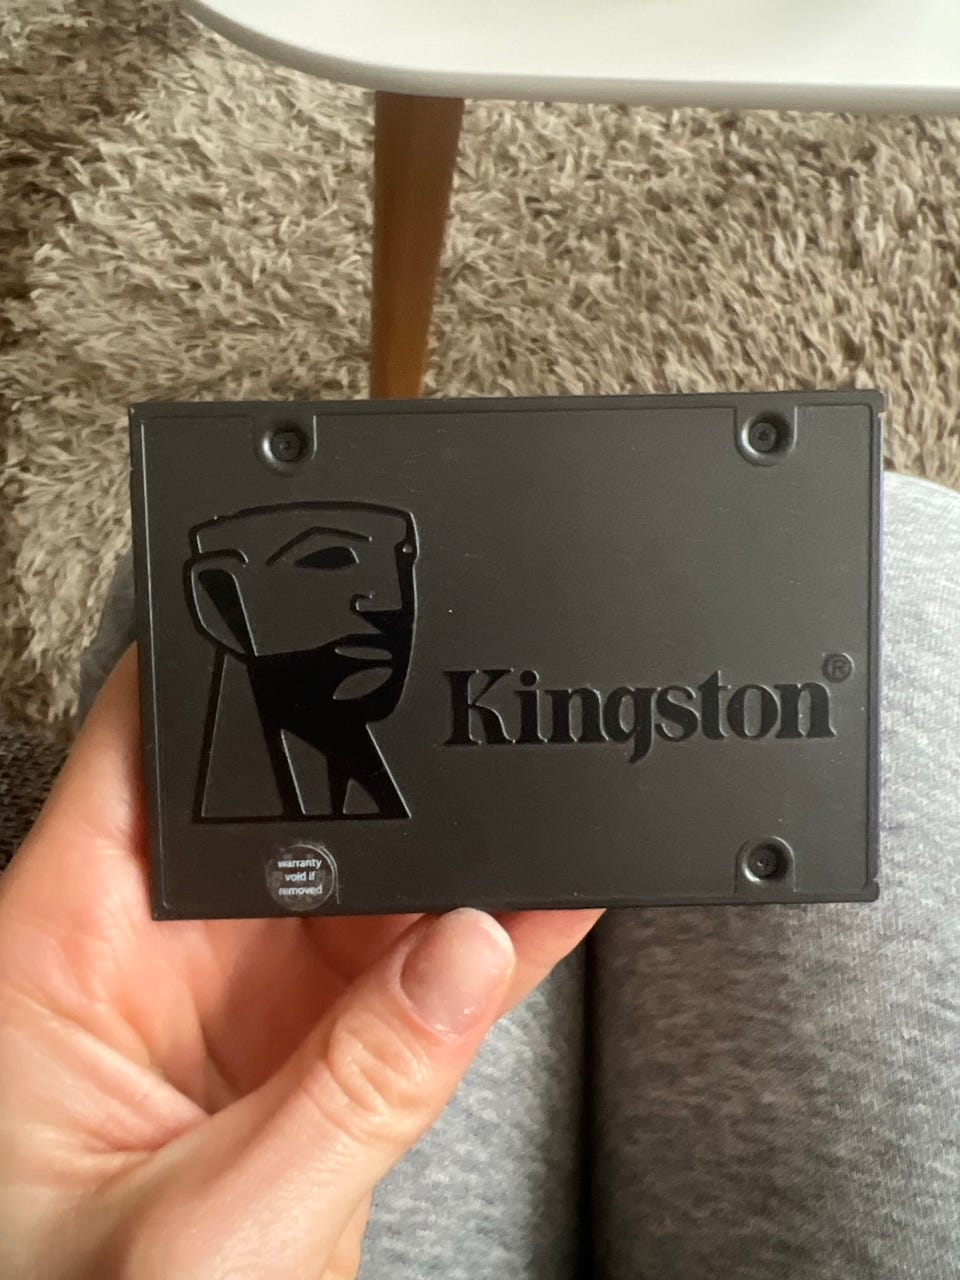 Kingston®
warranty
void if
removed